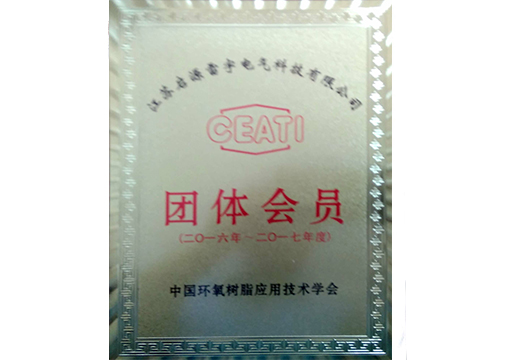 江苏启源雷宇电气科技有限公司
CEATI
团体会员
(二〇一六年～二〇一七年度)
中国环氧树脂应用技术学会